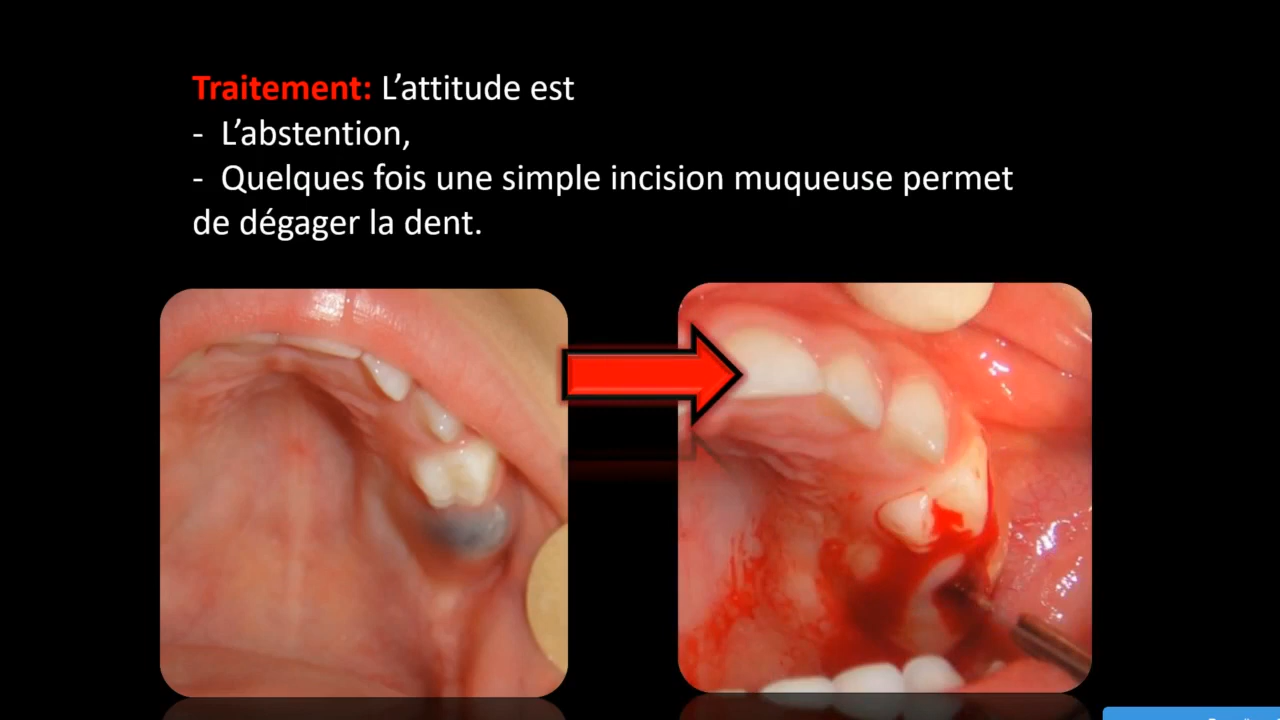 Traitement: L’attitude est
- L’abstention,
- Quelques fois une simple incision muqueuse permet
de dégager la dent.